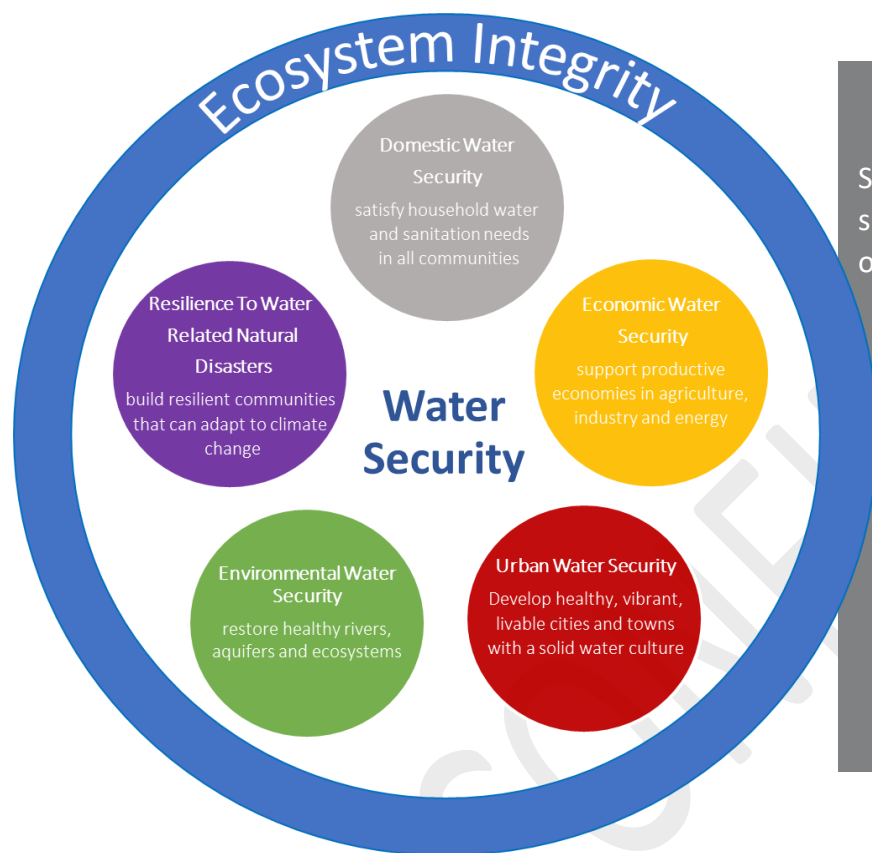 Ecosystem Integrity
Domestic Water
Security
satisfy household water
and sanitation needs
in all communities
Resilience To Water
Related Natural
Disasters
build resilient communities
that can adapt to climate
change
Economic Water
Security
support productive
economies in agriculture,
industry and energy
Water
Security
Environmental Water
Security
restore healthy rivers,
aquifers and ecosystems
Urban Water Security
Develop healthy, vibrant,
livable cities and towns
with a solid water culture
S
s
o